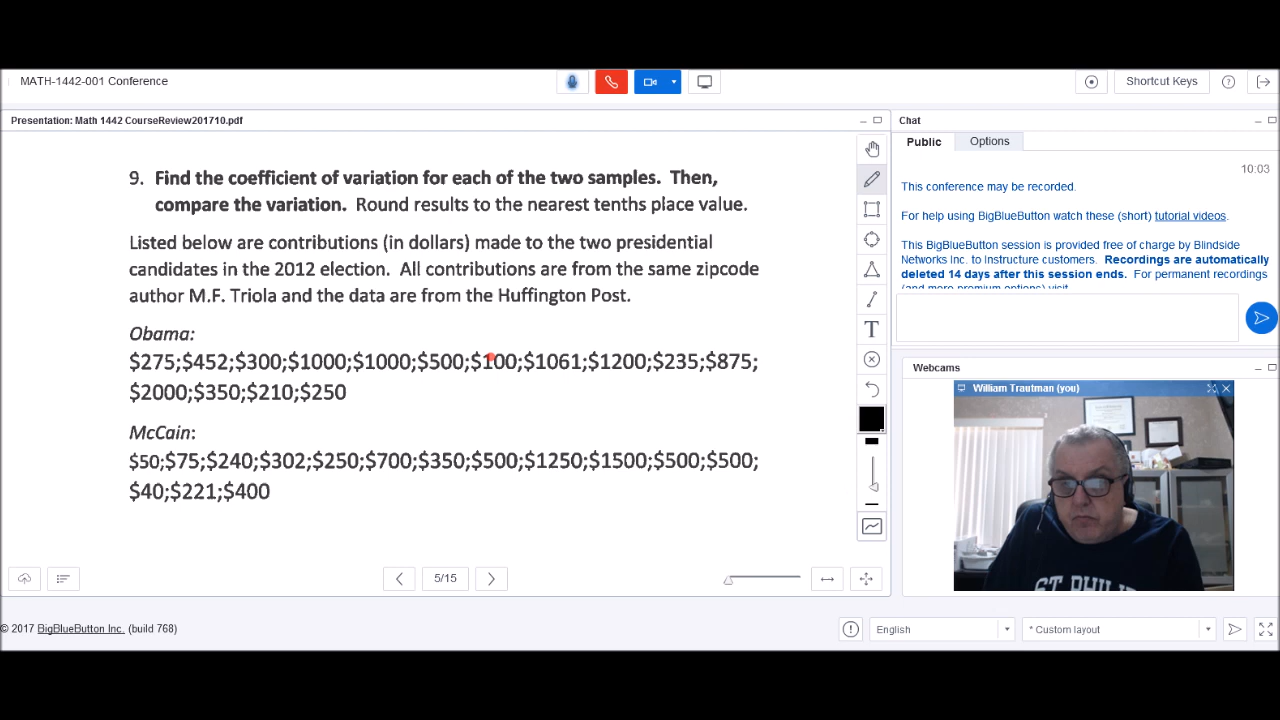 MATH-1442-001 Conference
Shortcut Keys
Presentation: Math 1442 CourseReview201710.pdf
9. Find the coefficient of variation for each of the two samples. Then,
compare the variation. Round results to the nearest tenths place value.
Listed below are contributions (in dollars) made to the two presidential
candidates in the 2012 election. All contributions are from the same zipcode
author M.F. Triola and the data are from the Huffington Post.
Obama:
$275;$452;$300;$1000;$1000;$500;$100;$1061;$1200;$235;$875;
$2000;$350;$210;$250
McCain:
$50;$75;$240;$302;$250;$700;$350;$500;$1250;$1500;$500;$500;
$40;$221;$400
5/15
T
Chat
Public Options
10:03
This conference may be recorded.
For help using BigBlueButton watch these (short) tutorial videos.
This BigBlueButton session is provided free of charge by Blindside
Networks Inc. to Instructure customers. Recordings are automatically
deleted 14 days after this session ends. For permanent recordings
(and more premium options) visit
Webcams
William Trautman (you)
© 2017 BigBlueButton Inc. (build 768)
English
* Custom layout